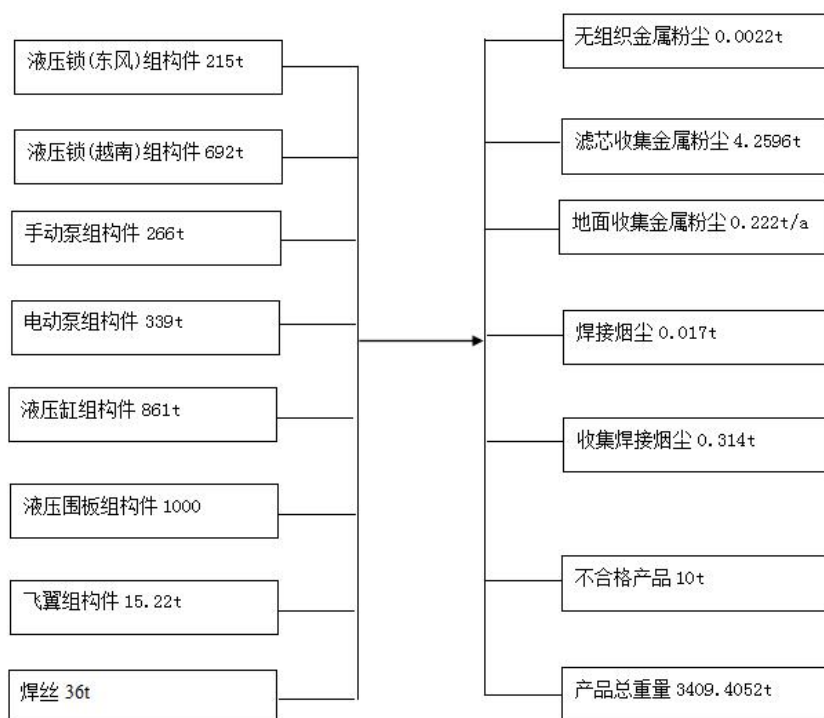 液压锁(东风)组构件 215t
液压锁(越南)组构件 692t
手动泵组构件 266t
电动泵组构件 339t
液压缸组构件 861t
液压围板组构件 1000
飞翼组构件 15.22t
焊丝 36t
无组织金属粉尘 0.0022t
滤芯收集金属粉尘 4.2596t
地面收集金属粉尘 0.222t/a
焊接烟尘 0.017t
收集焊接烟尘 0.314t
不合格产品 10t
产品总重量 3409.4052t